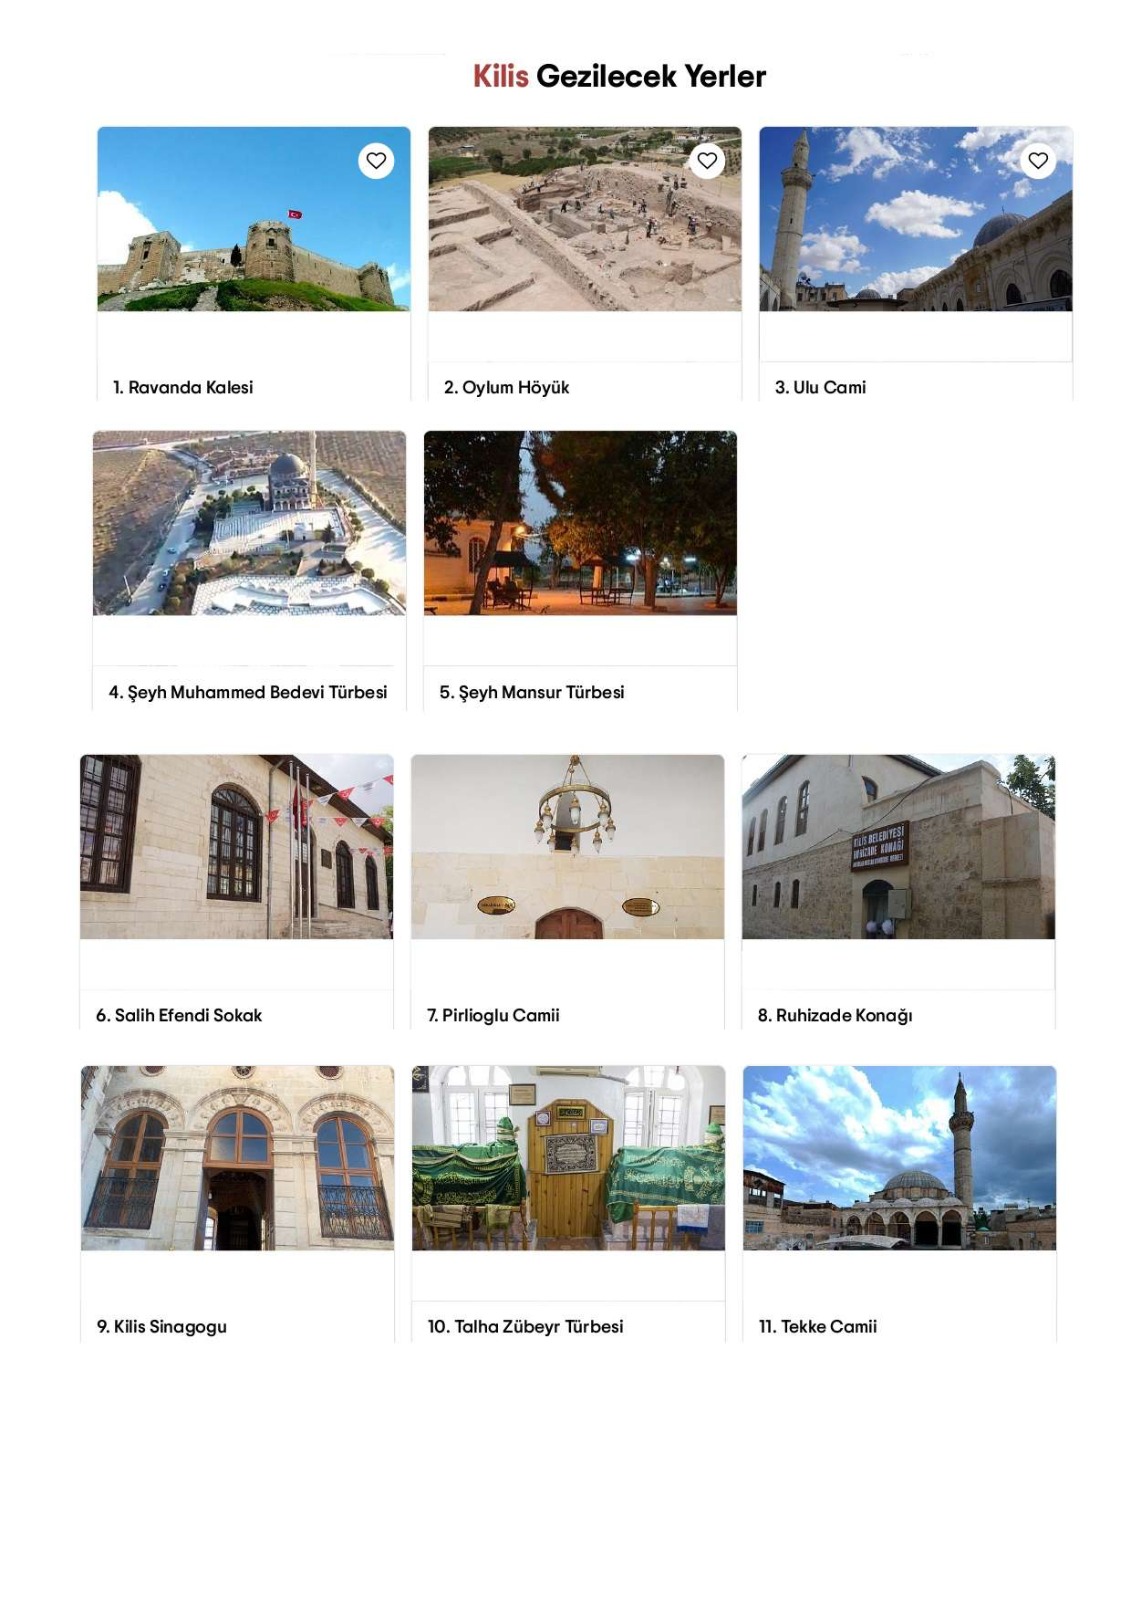 Kilis Gezilecek Yerler
1. Ravanda Kalesi
2. Oylum Höyük
3. Ulu Cami
4. Şeyh Muhammed Bedevi Türbesi
5. Şeyh Mansur Türbesi
KİLİS BELEDİYESİ
KONAĞI
6. Salih Efendi Sokak
7. Pirlioglu Camii
8. Ruhizade Konağı
9. Kilis Sinagogu
10. Talha Zübeyr Türbesi
11. Tekke Camii